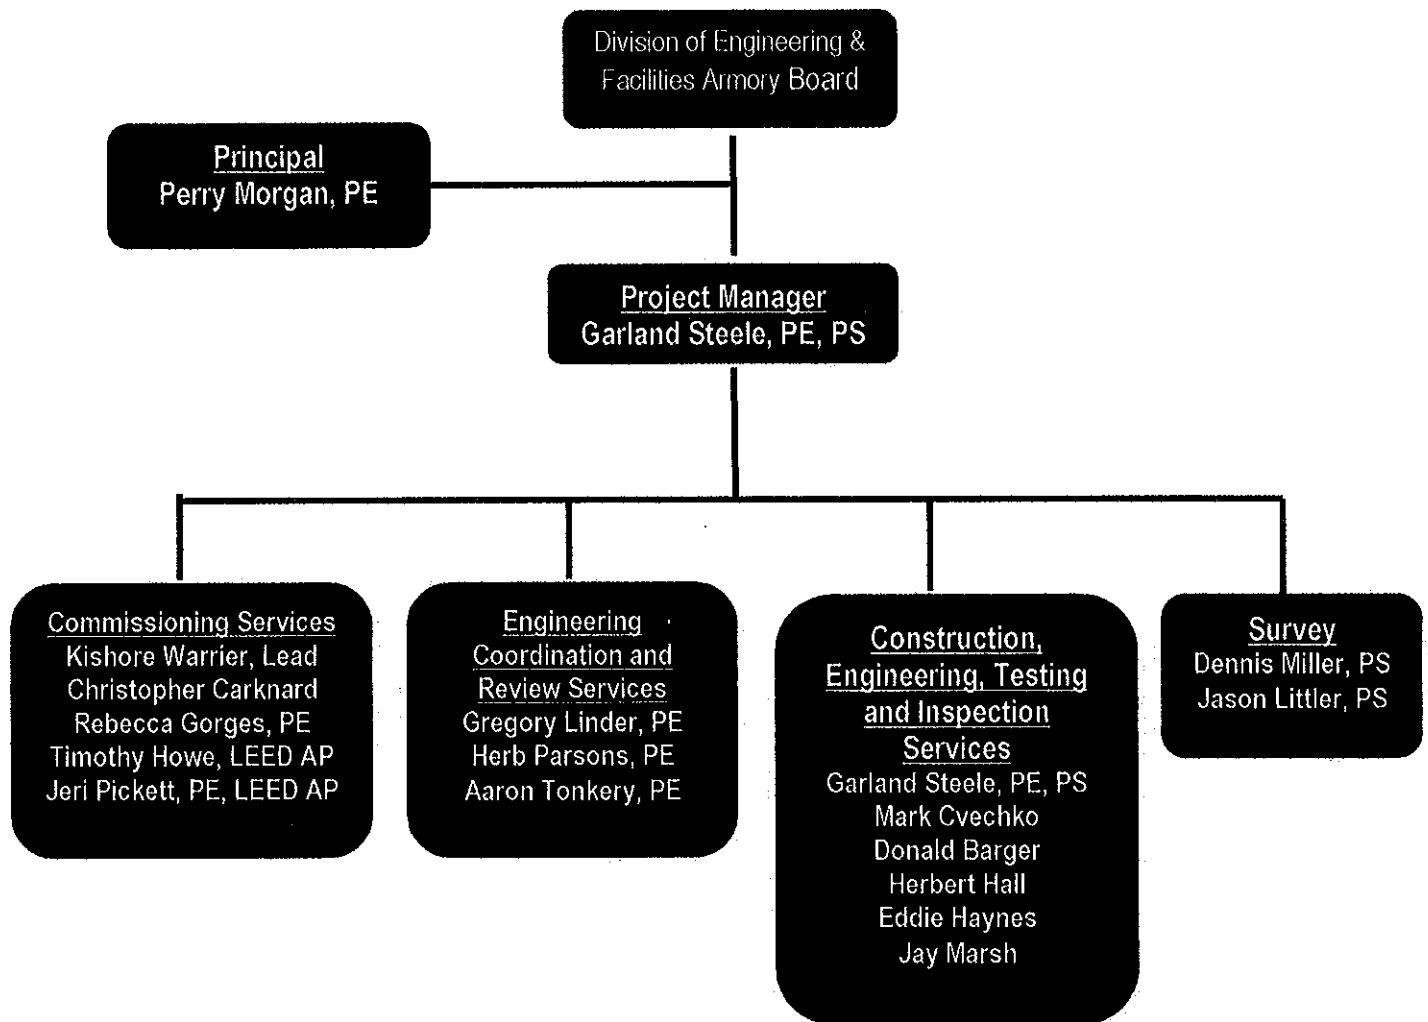 Division of Engineering &
Facilities Armory Board
Principal
Perry Morgan, PE
Project Manager
Garland Steele, PE, PS
Commissioning Services
Kishore Warrier, Lead
Christopher Carknard
Rebecca Gorges, PE
Timothy Howe, LEED AP
Jeri Pickett, PE, LEED AP
Engineering
Coordination and
Review Services
Gregory Linder, PE
Herb Parsons, PE
Aaron Tonkery, PE
Construction,
Engineering, Testing
and Inspection
Services
Garland Steele, PE, PS
Mark Cvechko
Donald Barger
Herbert Hall
Eddie Haynes
Jay Marsh
Survey
Dennis Miller, PS
Jason Littler, PS